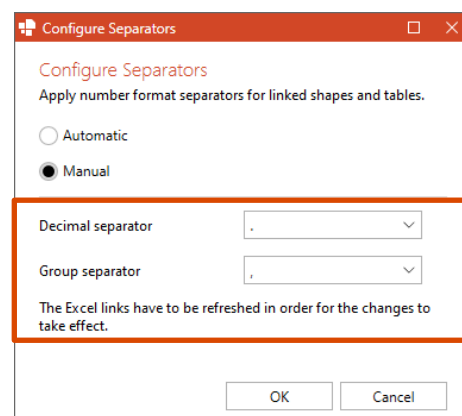 Configure Separators
Configure Separators
Apply number format separators for linked shapes and tables.
Automatic
Manual
Decimal separator .
Group separator ,
The Excel links have to be refreshed in order for the changes to
take effect.
OK Cancel